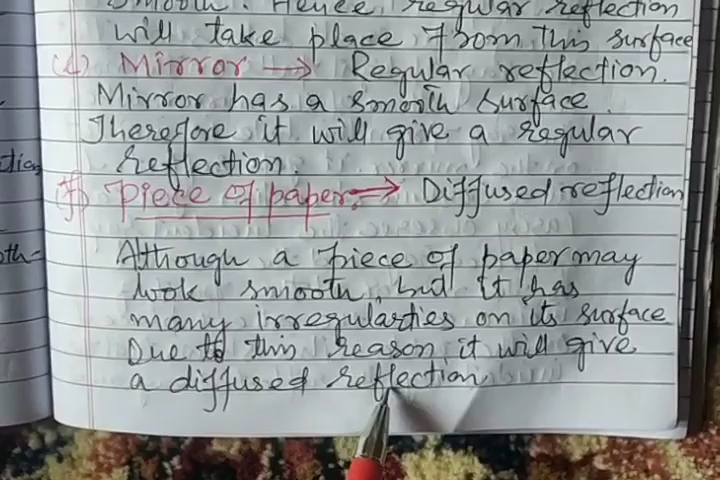 smooth. Hence regular reflection
will take place from this surface
(e) Mirror → Regular reflection.
Mirror has a smooth surface.
Therefore it will give a regular
reflection.
(f) Piece of paper → Diffused reflection
Although a piece of paper may
look smooth, but it has
many irregularties on its surface
Due to this reason, it will give
a diffused reflection.